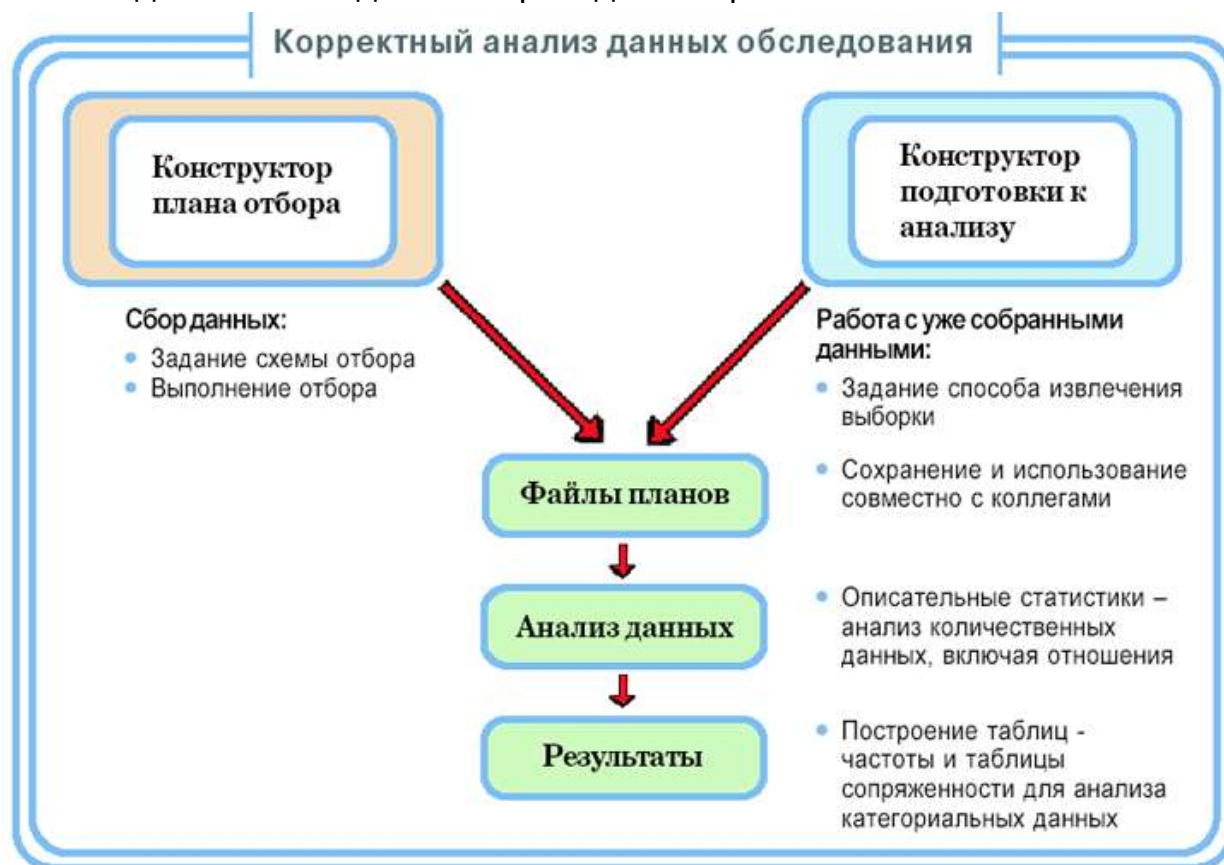 Корректный анализ данных обследования
Конструктор
плана отбора
Сбор данных:
Задание схемы отбора
Выполнение отбора
Конструктор
подготовки к
анализу
Работа с уже собранными
данными:
Задание способа извлечения
выборки
Сохранение и использование
совместно с коллегами
Файлы планов
Анализ данных
Описательные статистики –
анализ количественных
данных, включая отношения
Результаты
Построение таблиц -
частоты и таблицы
сопряженности для анализа
категориальных данных